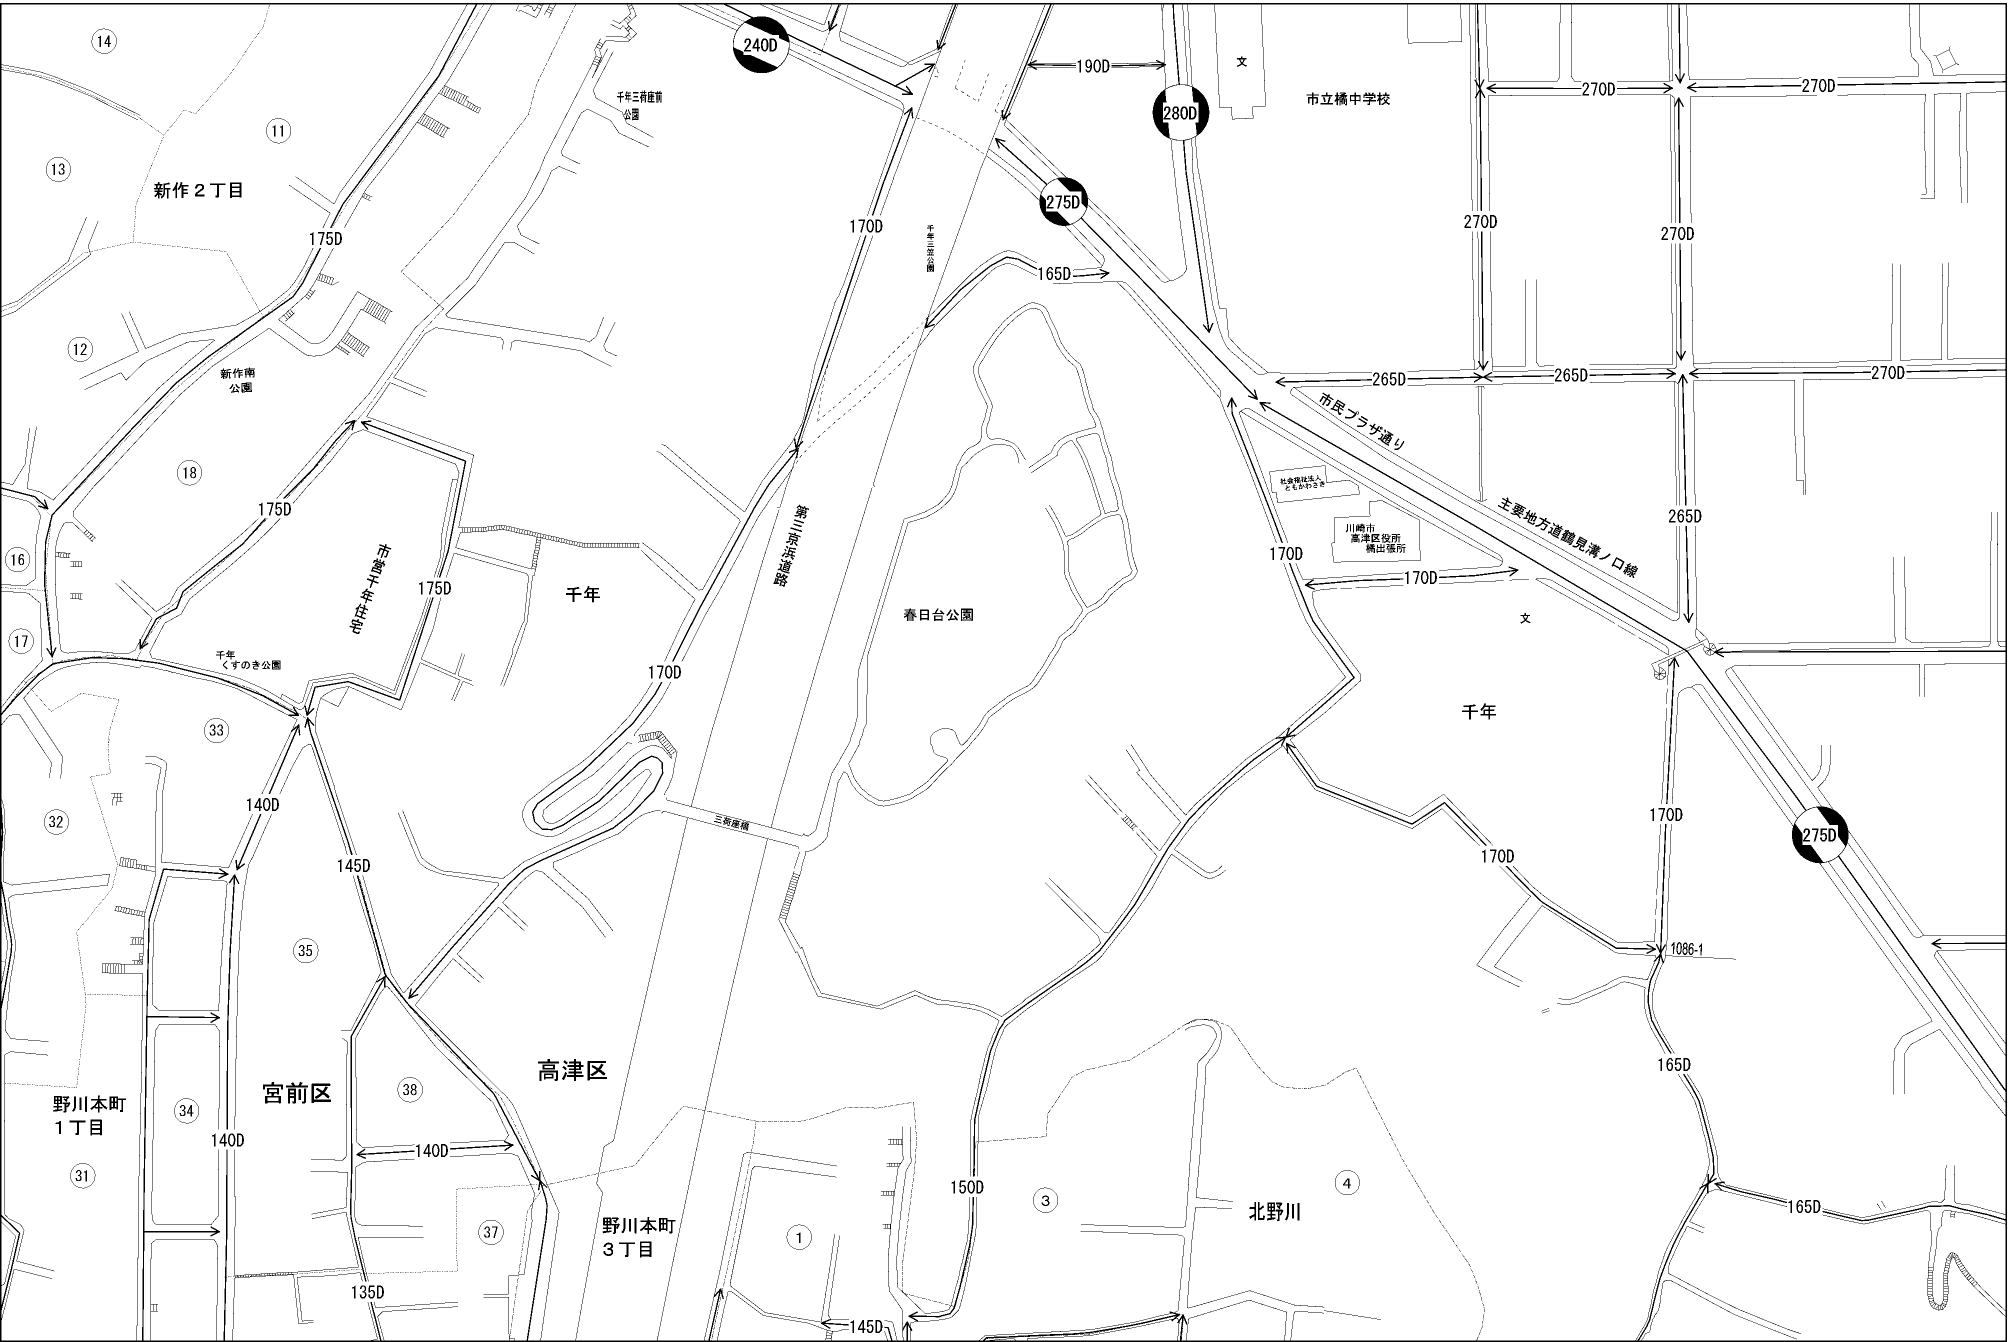 14
240D
190D
文
270D
270D
千年三荷座前
公園
市立橘中学校
280D
11
13
新作２丁目
275D
170D
175D
千年三笠公園
270D
270D
165D
12
新作南
公園
265D
265D
270D
市民プラザ通り
18
175D
社会福祉法人
ともかわさき
第三京浜道路
主要地方道鶴見溝ノ口線
265D
川崎市
高津区役所
橘出張所
16
市営千年住宅
170D
170D
175D
千年
春日台公園
文
17
千年
くすのき公園
170D
千年
33
140D
32
三荷座橋
170D
275D
145D
170D
35
1086-1
165D
高津区
宮前区
38
野川本町
１丁目
34
140D
140D
31
150D
3
4
165D
北野川
野川本町
３丁目
37
1
135D
145D